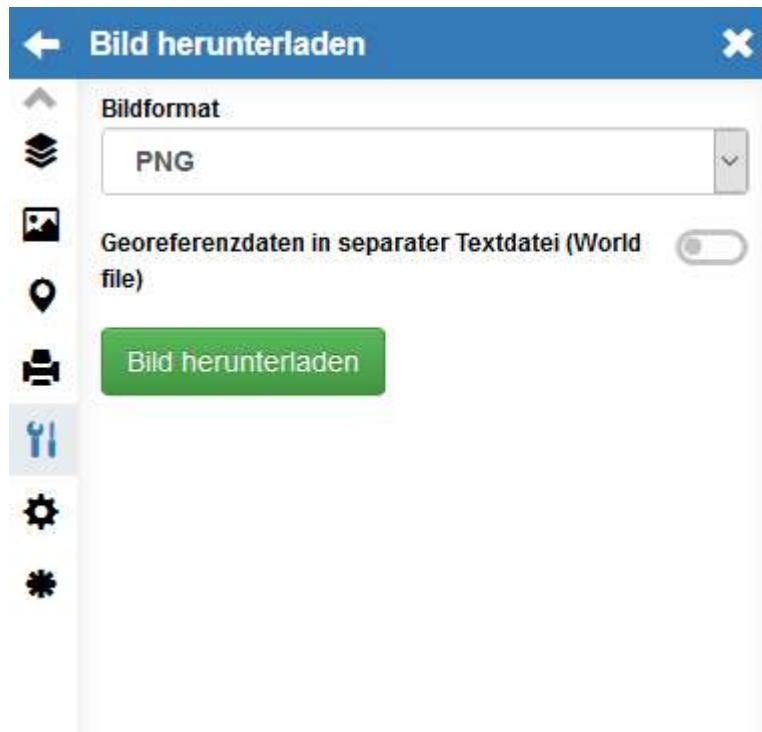 Bild herunterladen
Bildformat
PNG
Georeferenzdaten in separater Textdatei (World
file)
Bild herunterladen